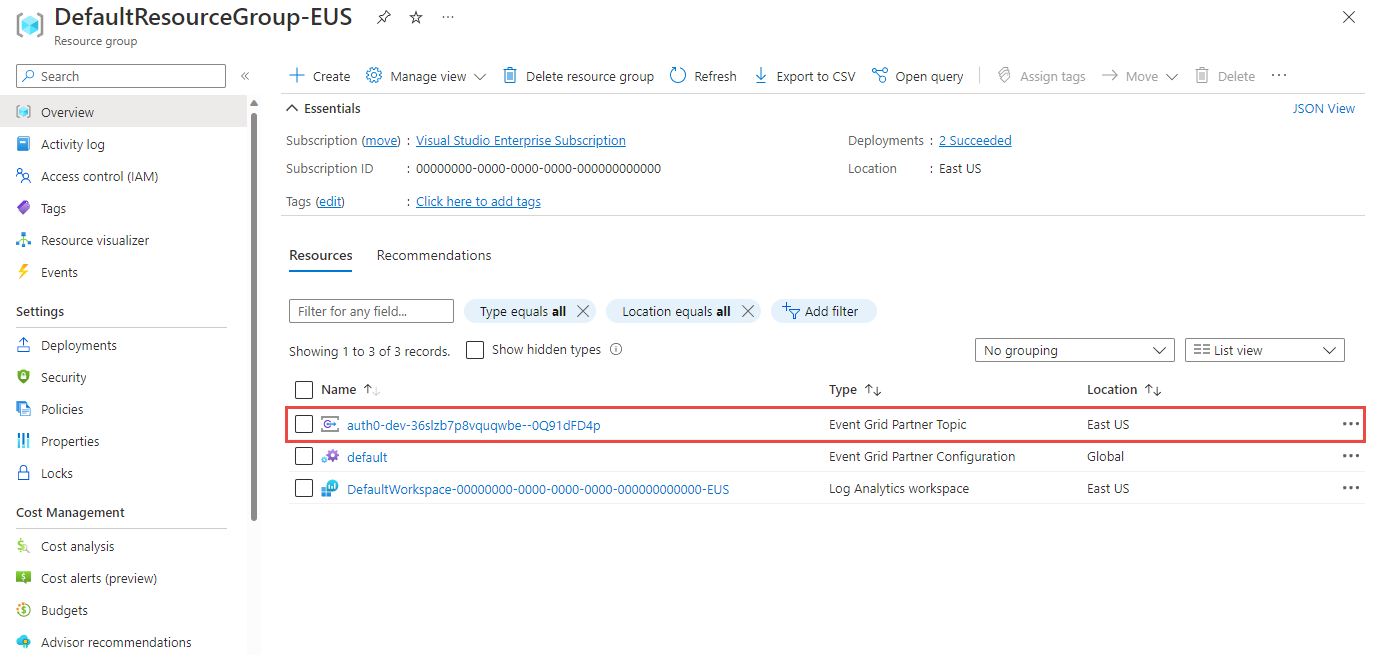 DefaultResourceGroup-EUS
Resource group
Search
Overview
Activity log
Access control (IAM)
Tags
Resource visualizer
Events
Settings
Deployments
Security
Policies
Properties
Locks
Cost Management
Cost analysis
Cost alerts (preview)
Budgets
Advisor recommendations
Create Manage view Delete resource group Refresh Export to CSV Open query Assign tags Move Delete
Essentials JSON View
Subscription (move) : Visual Studio Enterprise Subscription Deployments : 2 Succeeded
Subscription ID : 00000000-0000-0000-0000-000000000000 Location : East US
Tags (edit) : Click here to add tags
Resources Recommendations
Filter for any field... Type equals all Location equals all Add filter
Showing 1 to 3 of 3 records. Show hidden types No grouping List view
Name Type Location
auth0-dev-36slzb7p8vquqwbe--0Q91dFD4p Event Grid Partner Topic East US
default Event Grid Partner Configuration Global
DefaultWorkspace-00000000-0000-0000-0000-000000000000-EUS Log Analytics workspace East US